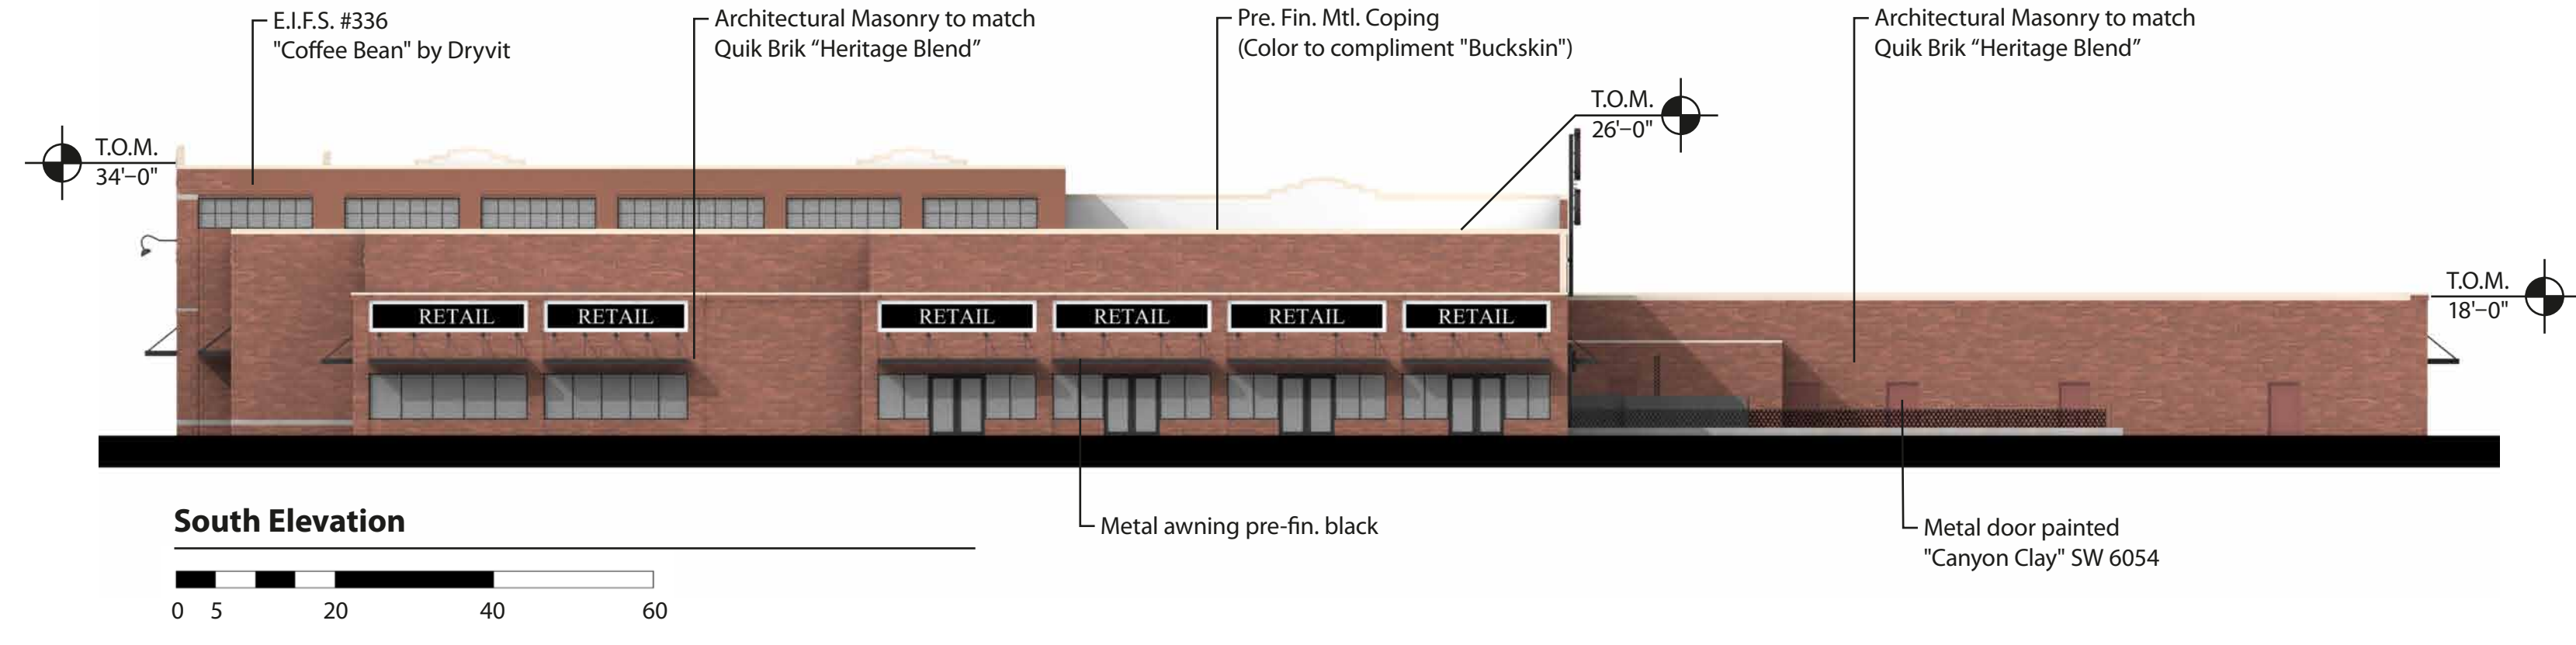 E.I.F.S. #336
"Coffee Bean" by Dryvit
Architectural Masonry to match
Quik Brik “Heritage Blend”
Pre. Fin. Mtl. Coping
(Color to compliment "Buckskin")
Architectural Masonry to match
Quik Brik “Heritage Blend”
T.O.M.
26'–0"
T.O.M.
34'–0"
T.O.M.
18'–0"
RETAIL
RETAIL
RETAIL
RETAIL
RETAIL
RETAIL
South Elevation
Metal awning pre-fin. black
Metal door painted
"Canyon Clay" SW 6054
0 5 20 40 60